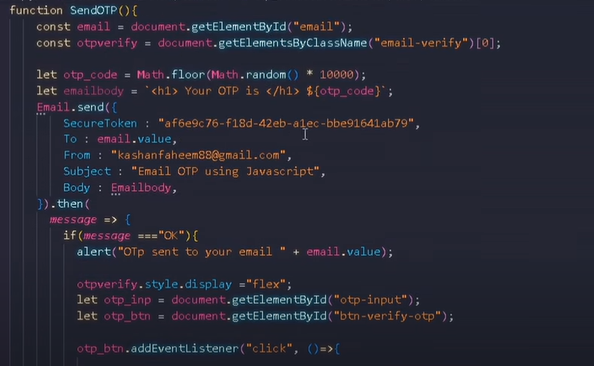 function SendOTP(){
const email = document.getElementById("email");
const otpverify = document.getElementsByClassName("email-verify")[0];
let otp_code = Math.floor(Math.random() * 10000);
let emailbody = `<h1> Your OTP is </h1> ${otp_code}`;
Email.send({
SecureToken : "af6e9c76-f18d-42eb-a1ec-bbe91641ab79",
To : email.value,
From : "kashanfaheem88@gmail.com",
Subject : "Email OTP using Javascript",
Body : Emailbody,
}).then(
message => {
if(message ==="OK"){
alert("OTp sent to your email " + email.value);
otpverify.style.display ="flex";
let otp_inp = document.getElementById("otp-input");
let otp_btn = document.getElementById("btn-verify-otp");
otp_btn.addEventListener("click", ()=>{